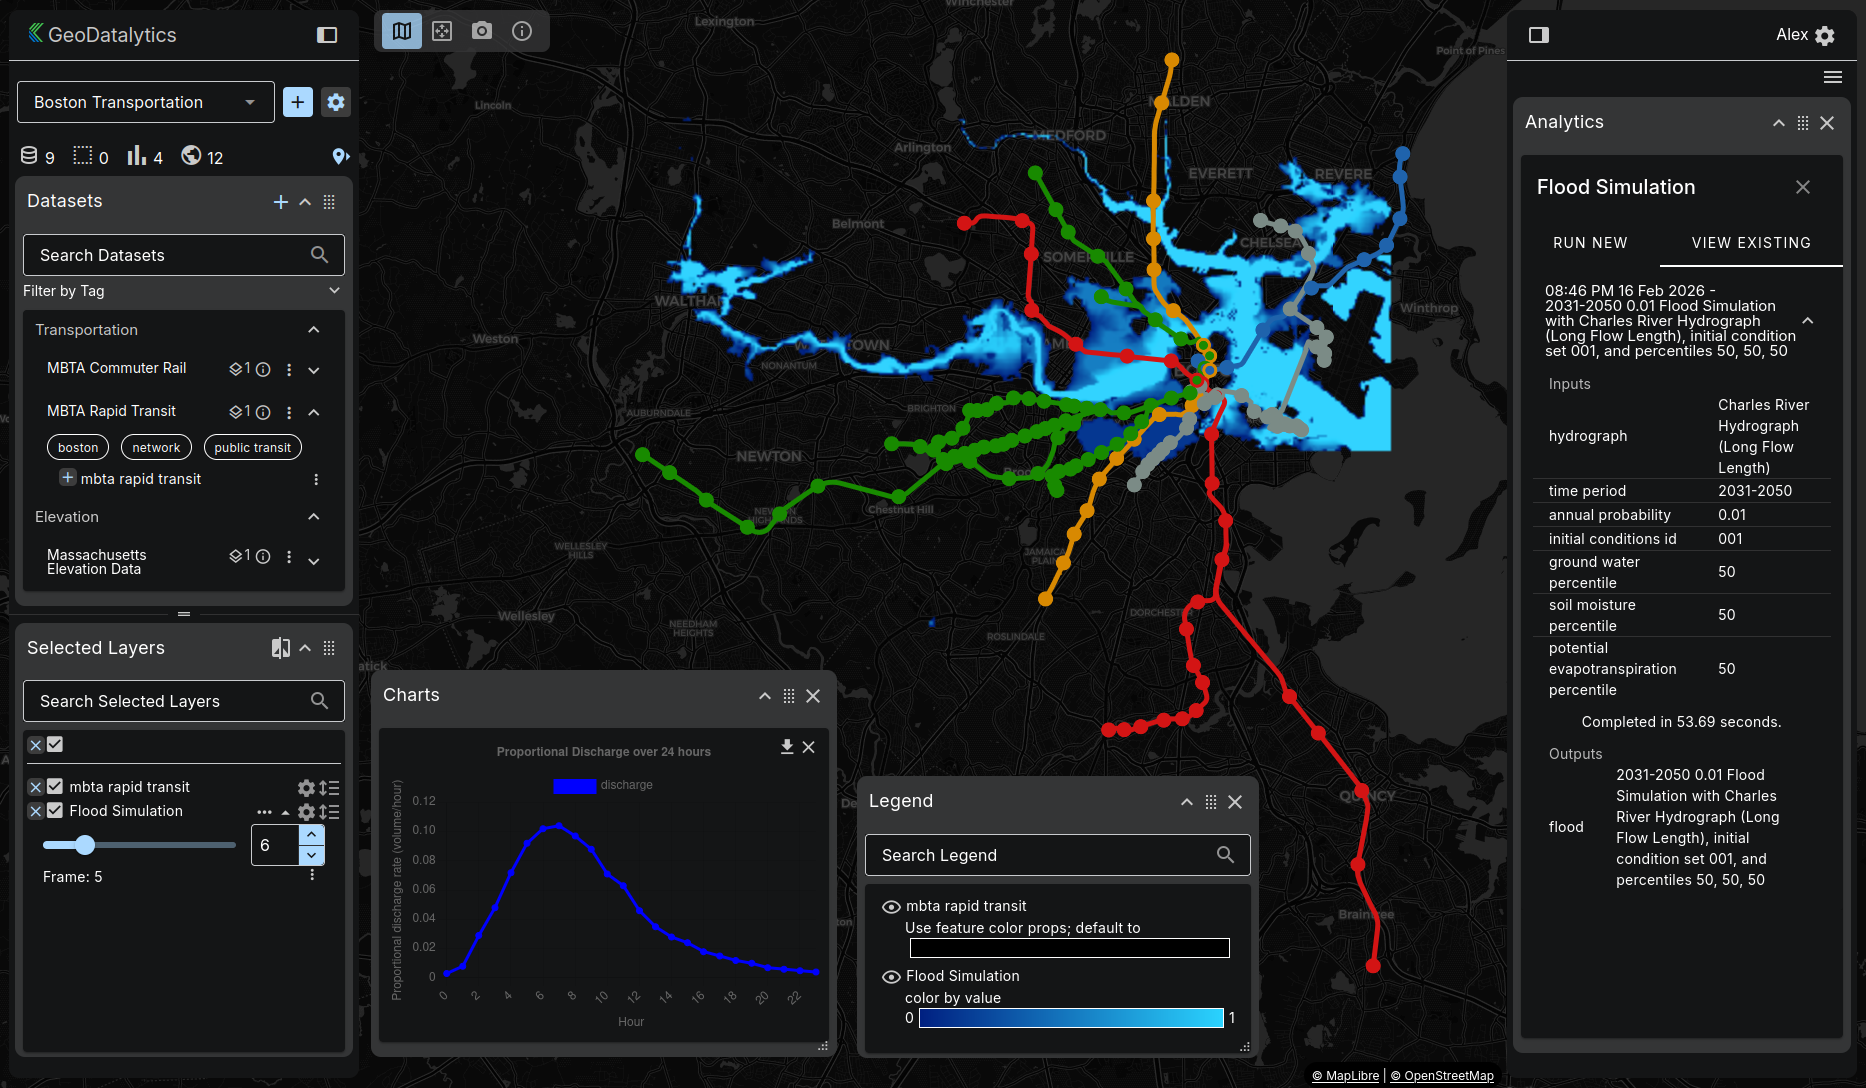 GeoDatalytics
Boston Transportation
9
0
4
12
Datasets
Search Datasets
Filter by Tag
Transportation
MBTA Commuter Rail
1
MBTA Rapid Transit
1
boston
network
public transit
mbta rapid transit
Elevation
Massachusetts
Elevation Data
1
Selected Layers
Search Selected Layers
mbta rapid transit
Flood Simulation
6
Frame: 5
Winchester
Lexington
Point of Pines
Lincoln
MEDFORD
Arlington
EVERETT
REVERE
Belmont
CHELSEA
Winthrop
Weston
NONANTUM
AUBURNDALE
BRIGHTON
NEWTON
Chestnut Hill
WELLESLEY
HILLS
JAMAICA
PLAIN
Wellesley
NEEDHAM
HEIGHTS
ROSLINDALE
QUINCY
Braintree
Charts
Proportional Discharge over 24 hours
discharge
Proportional discharge rate (volume/hour)
0.12
0.10
0.08
0.06
0.04
0.02
0
0
2
4
6
8
10
12
14
16
18
20
22
Hour
Legend
Search Legend
mbta rapid transit
Use feature color props; default to
Flood Simulation
color by value
0
1
© MapLibre | © OpenStreetMap
Alex
Analytics
Flood Simulation
RUN NEW
VIEW EXISTING
08:46 PM 16 Feb 2026 -
2031-2050 0.01 Flood Simulation
with Charles River Hydrograph
(Long Flow Length), initial condition
set 001, and percentiles 50, 50, 50
Inputs
hydrograph
Charles River
Hydrograph
(Long Flow
Length)
time period
2031-2050
annual probability
0.01
initial conditions id
001
ground water
percentile
50
soil moisture
percentile
50
potential
evapotranspiration
percentile
50
Completed in 53.69 seconds.
Outputs
flood
2031-2050 0.01 Flood
Simulation with Charles
River Hydrograph (Long
Flow Length), initial
condition set 001, and
percentiles 50, 50, 50